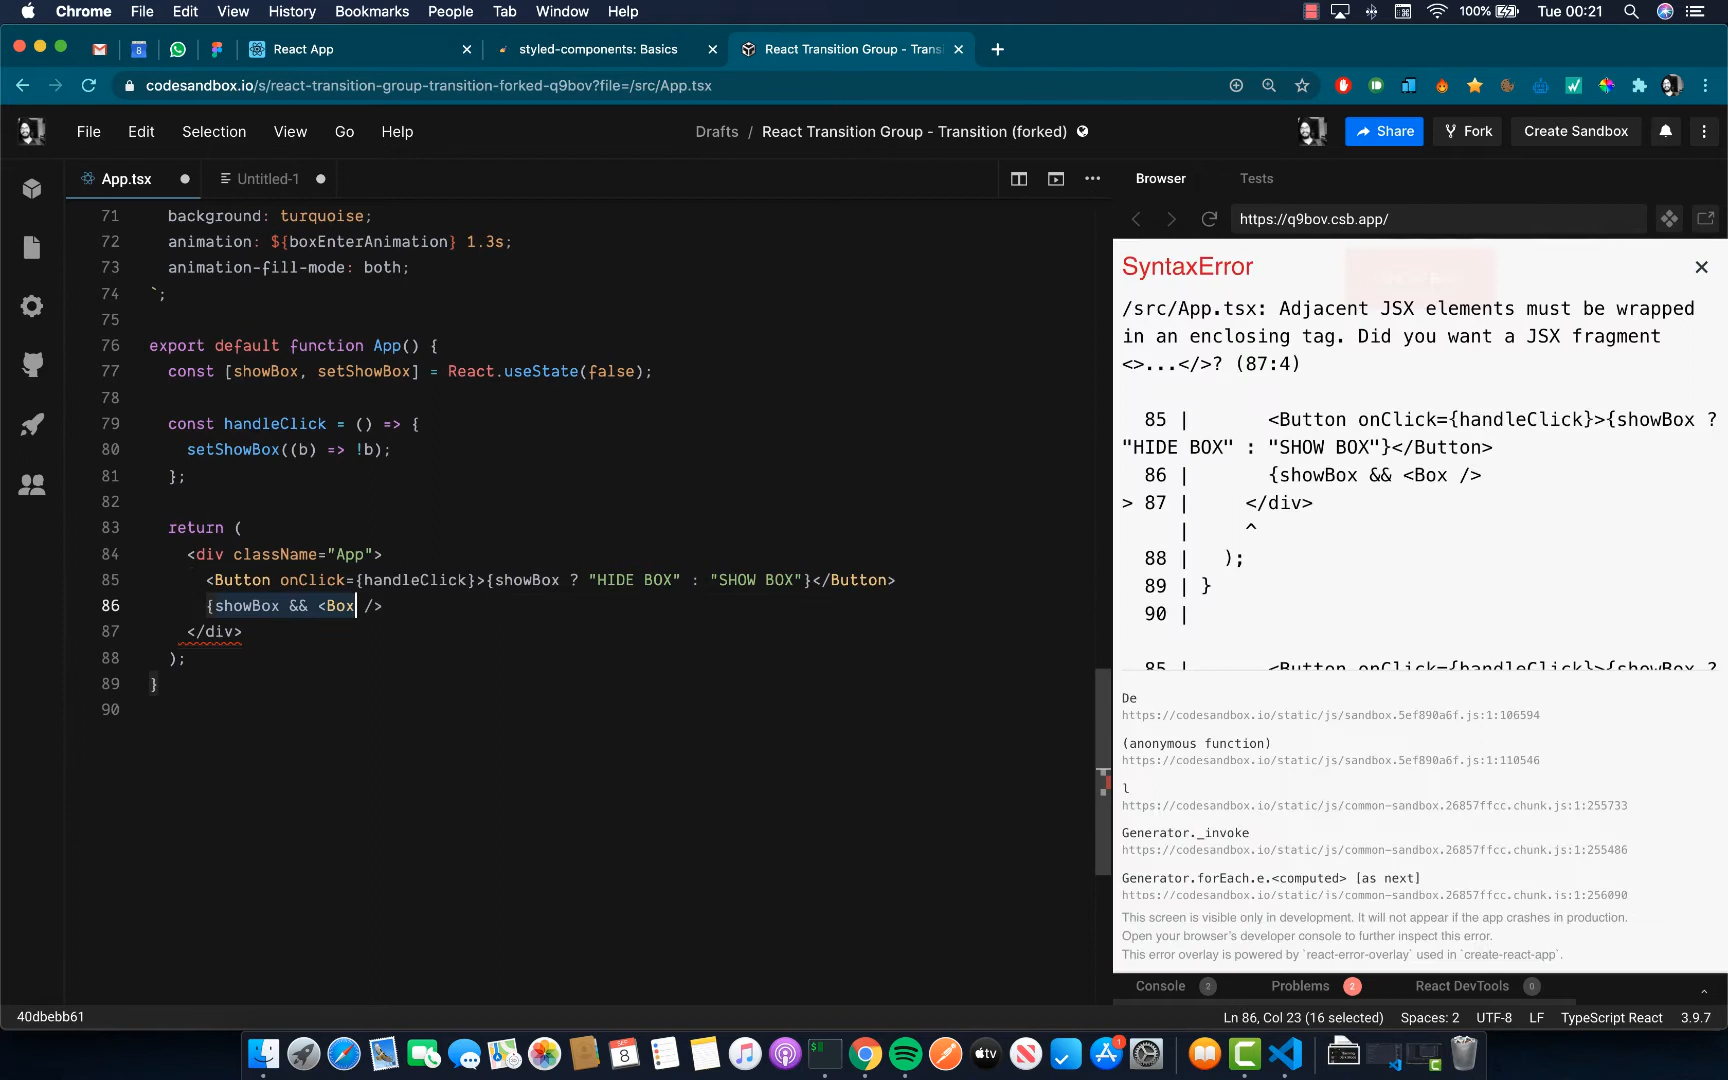 Chrome File Edit View History Bookmarks People Tab Window Help 100% Tue 00:21
React App styled-components: Basics React Transition Group - Trans
codesandbox.io/s/react-transition-group-transition-forked-q9bov?file=/src/App.tsx
File Edit Selection View Go Help Drafts / React Transition Group - Transition (forked) Share Fork Create Sandbox
App.tsx Untitled-1 Browser Tests
https://q9bov.csb.app/
71 background: turquoise;
72 animation: ${boxEnterAnimation} 1.3s;
73 animation-fill-mode: both;
74 `;
75
76 export default function App() {
77 const [showBox, setShowBox] = React.useState(false);
78
79 const handleClick = () => {
80 setShowBox((b) => !b);
81 };
82
83 return (
84 <div className="App">
85 <Button onClick={handleClick}>{showBox ? "HIDE BOX" : "SHOW BOX"}</Button>
86 {showBox && <Box />
87 </div>
88 );
89 }
90
SyntaxError
/src/App.tsx: Adjacent JSX elements must be wrapped
in an enclosing tag. Did you want a JSX fragment
<>...</>? (87:4)
85 | <Button onClick={handleClick}>{showBox ?
"HIDE BOX" : "SHOW BOX"}</Button>
86 | {showBox && <Box />
> 87 | </div>
| ^
88 | );
89 | }
90 |
85 | <Button onClick={handleClick}>{showBox ?
De
https://codesandbox.io/static/js/sandbox.5ef890a6f.js:1:106594
(anonymous function)
https://codesandbox.io/static/js/sandbox.5ef890a6f.js:1:110546
l
https://codesandbox.io/static/js/common-sandbox.26857ffcc.chunk.js:1:255733
Generator._invoke
https://codesandbox.io/static/js/common-sandbox.26857ffcc.chunk.js:1:255486
Generator.forEach.e.<computed> [as next]
https://codesandbox.io/static/js/common-sandbox.26857ffcc.chunk.js:1:256090
This screen is visible only in development. It will not appear if the app crashes in production.
Open your browser's developer console to further inspect this error.
This error overlay is powered by `react-error-overlay` used in `create-react-app`.
Console 2 Problems 2 React DevTools 0
40dbebb61 Ln 86, Col 23 (16 selected) Spaces: 2 UTF-8 LF TypeScript React 3.9.7